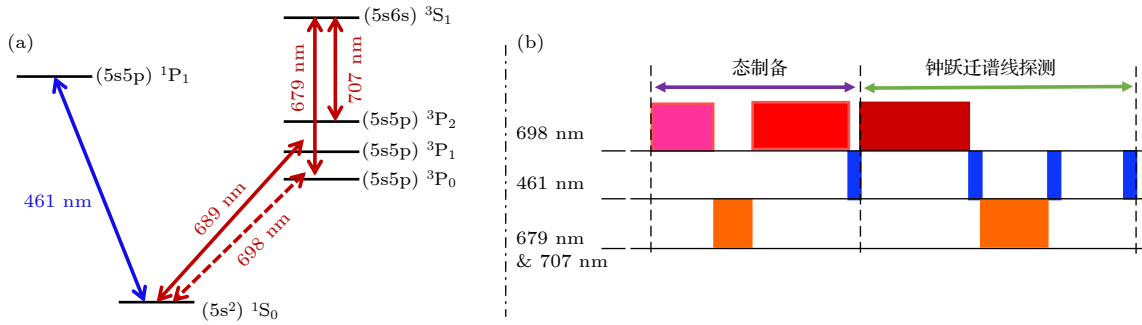 (a)
(5s6s) ³S₁
(5s5p) ¹P₁
679 nm
707 nm
(5s5p) ³P₂
(5s5p) ³P₁
(5s5p) ³P₀
461 nm
689 nm
698 nm
(5s²) ¹S₀
(b)
态制备
钟跃迁谱线探测
698 nm
461 nm
679 nm
& 707 nm